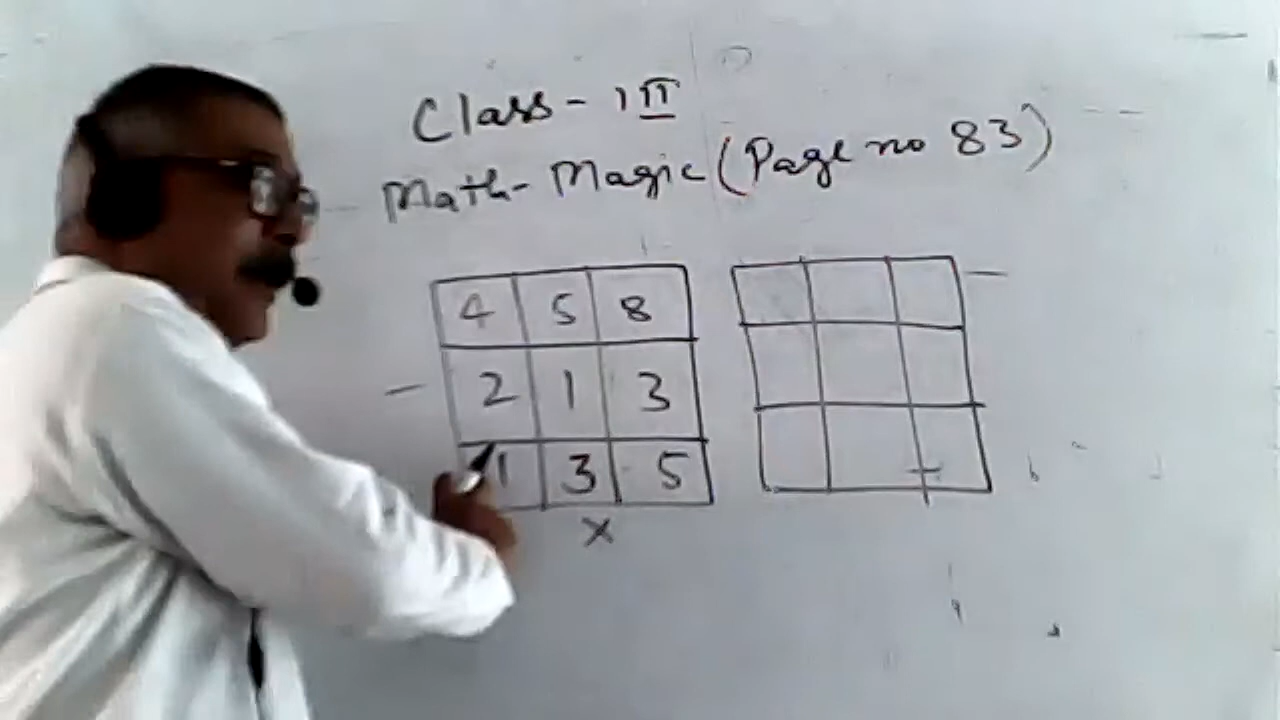 Class - III
Math - Magic (Page no 83)
4 5 8
2 1 3
1 3 5
X